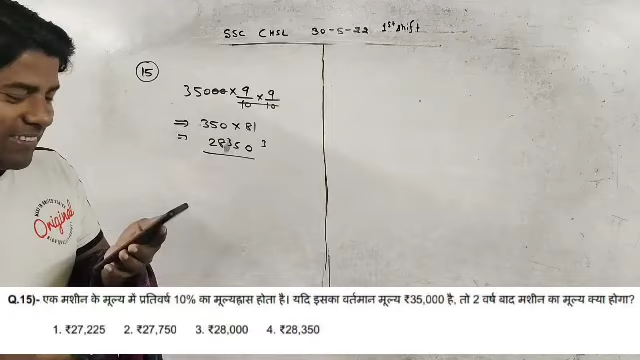 SSC CHSL 30-5-22 1st shift
15
35000 × 9/10 × 9/10
⇒ 350 × 81
⇒ 28350 3
Original
Q.15)- एक मशीन के मूल्य में प्रतिवर्ष 10% का मूल्यह्रास होता है। यदि इसका वर्तमान मूल्य ₹35,000 है, तो 2 वर्ष बाद मशीन का मूल्य क्या होगा?
1. ₹27,225 2. ₹27,750 3. ₹28,000 4. ₹28,350